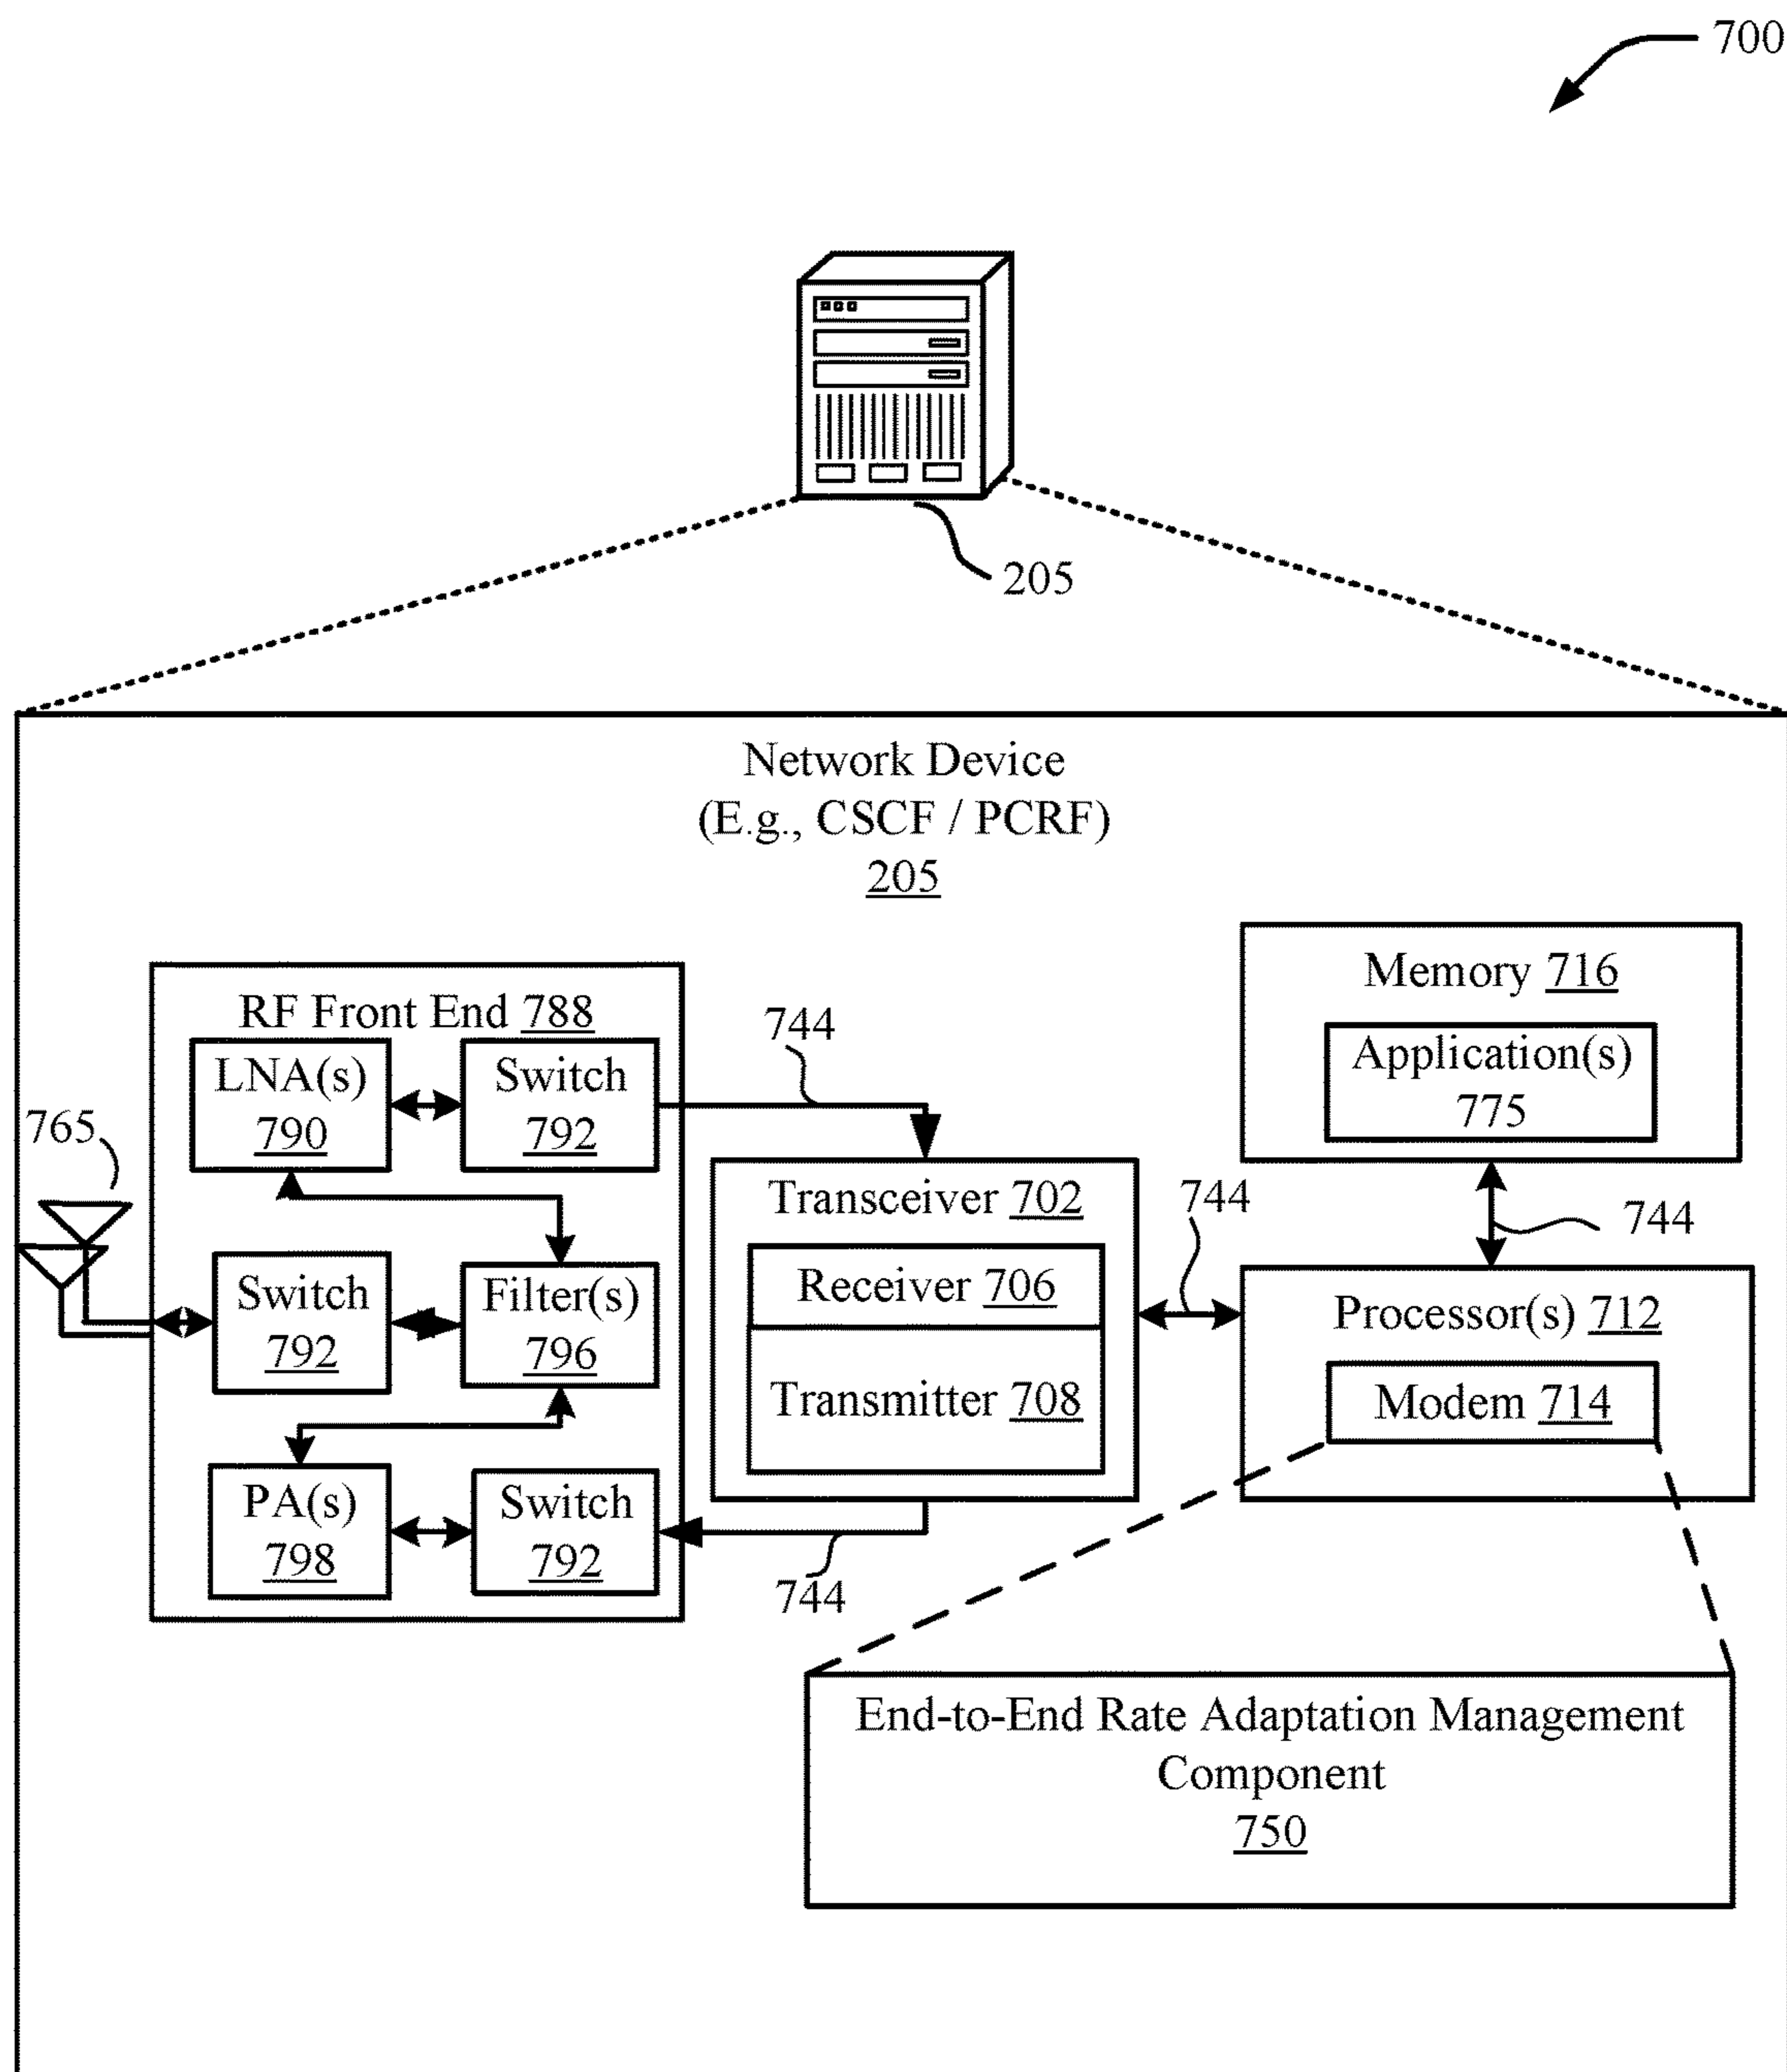 700
205
Network Device
(E.g., CSCF / PCRF)
205
RF Front End 788
LNA(s)
790
Switch
792
744
765
Switch
792
Filter(s)
796
PA(s)
798
Switch
792
744
Transceiver 702
Receiver 706
Transmitter 708
744
Memory 716
Application(s)
775
744
Processor(s) 712
Modem 714
End-to-End Rate Adaptation Management
Component
750